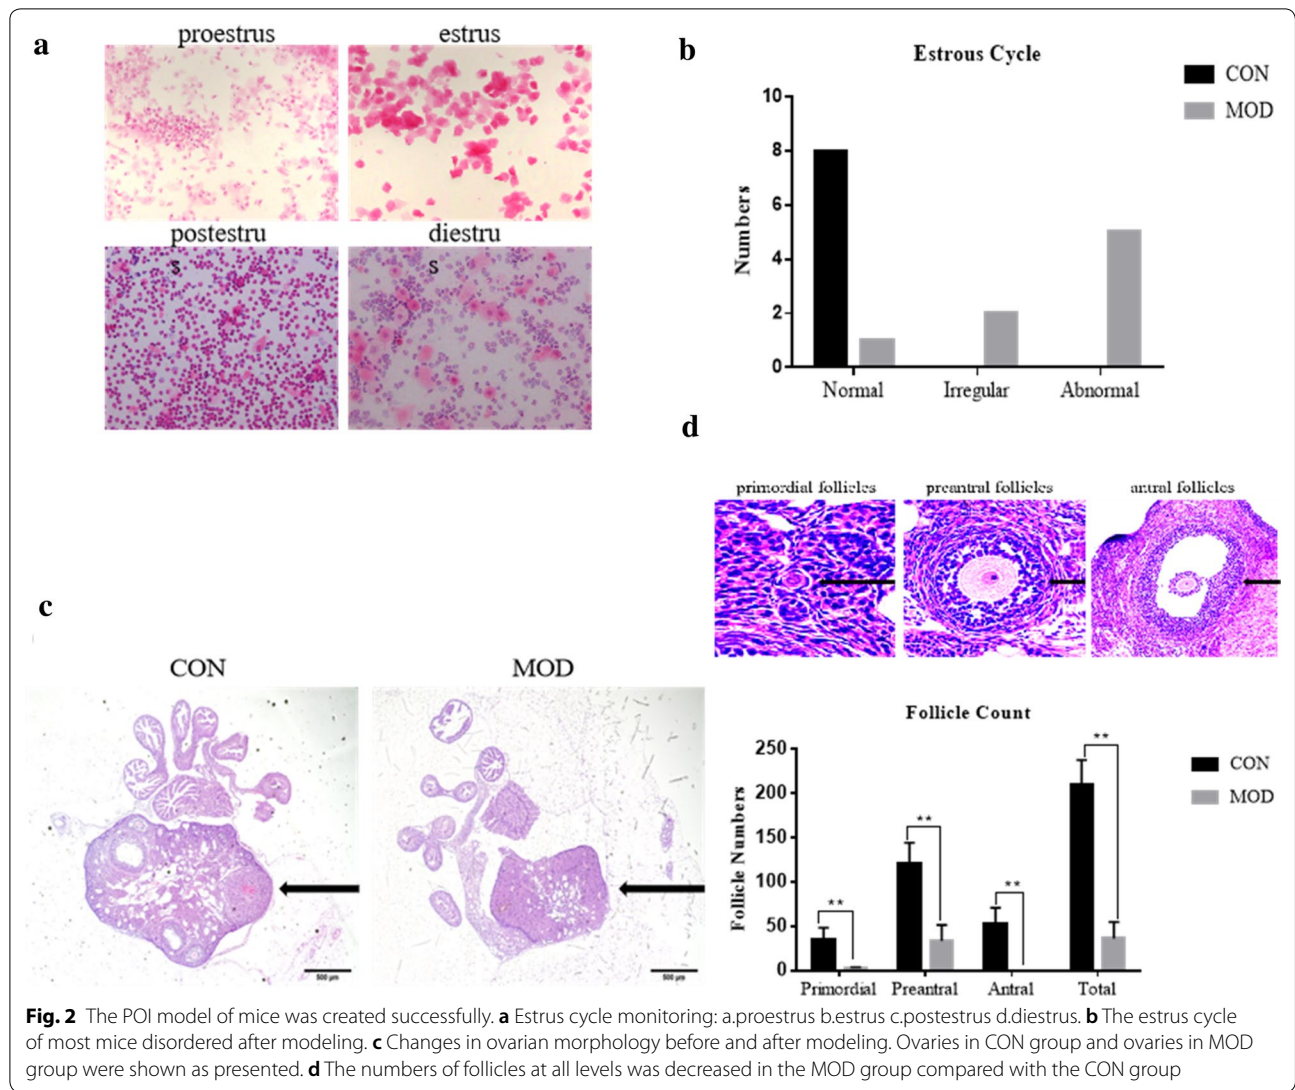 a
proestrus
estrus
postestru
s
diestru
s
b
Estrous Cycle
CON
MOD
Numbers
10
8
6
4
2
0
Normal
Irregular
Abnormal
c
CON
MOD
500 µm
500 µm
d
primordial follicles
preantral follicles
antral follicles
Follicle Count
CON
MOD
Follicle Numbers
250
200
150
100
50
0
**
**
**
**
Primordial
Preantral
Antral
Total
Fig. 2 The POI model of mice was created successfully. a Estrus cycle monitoring: a.proestrus b.estrus c.postestrus d.diestrus. b The estrus cycle
of most mice disordered after modeling. c Changes in ovarian morphology before and after modeling. Ovaries in CON group and ovaries in MOD
group were shown as presented. d The numbers of follicles at all levels was decreased in the MOD group compared with the CON group